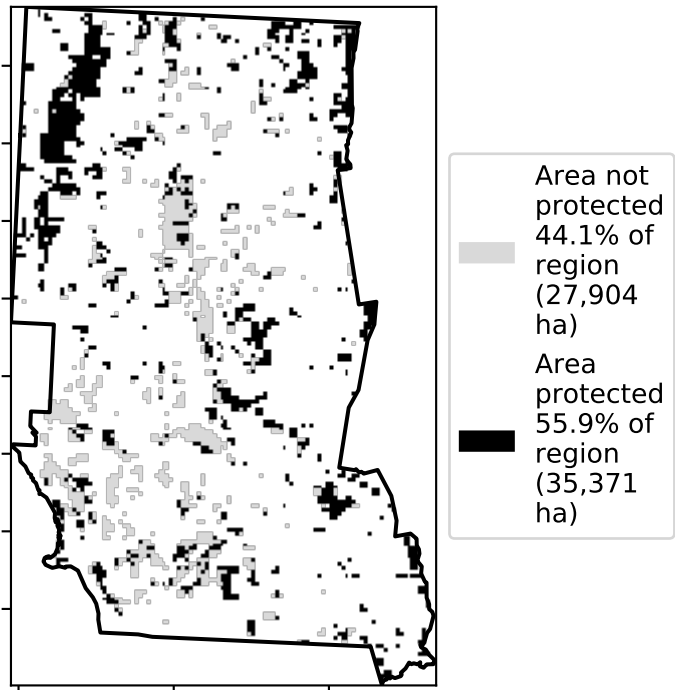 Area not
protected
44.1% of
region
(27,904
ha)
Area
protected
55.9% of
region
(35,371
ha)